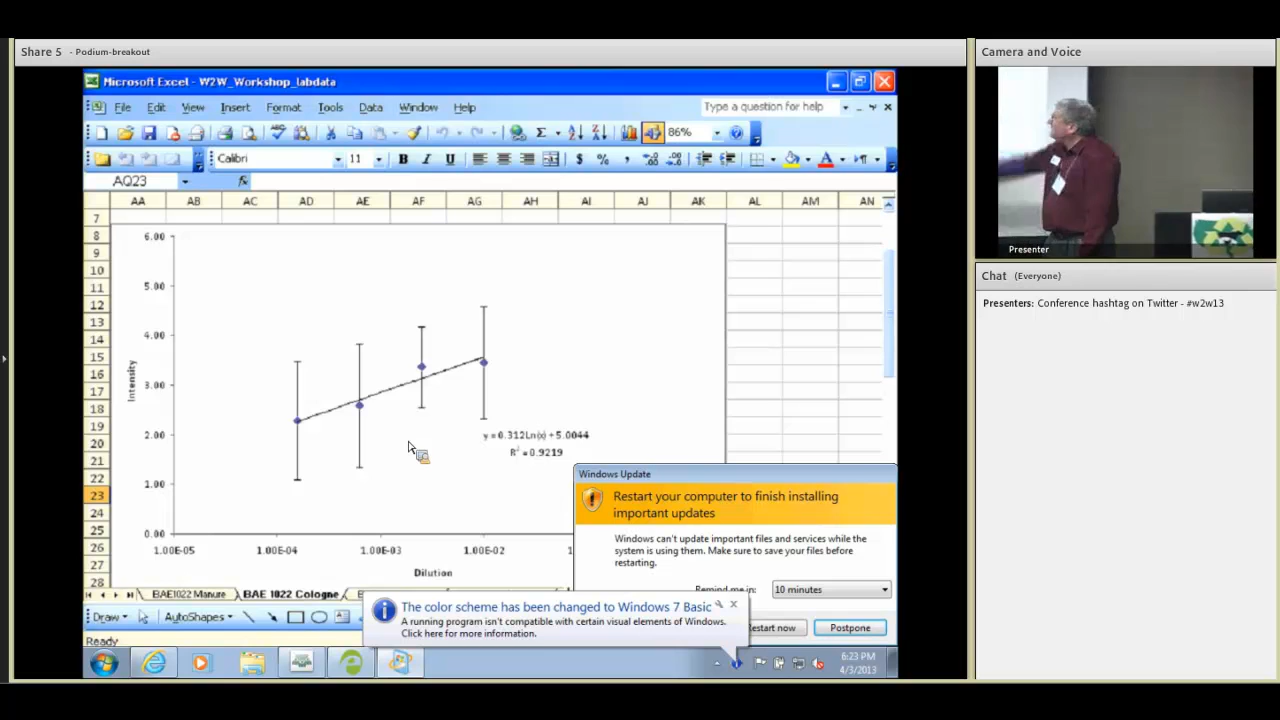 Share 5 - Podium-breakout
Camera and Voice
Microsoft Excel - W2W_Workshop_labdata
File Edit View Insert Format Tools Data Window Help
Type a question for help
86%
Calibri
11
B I U
AQ23
AA AB AC AD AE AF AG AH AI AJ AK AL AM AN
7
8
9
10
11
12
13
14
15
16
17
18
19
20
21
22
23
24
25
26
27
28
6.00
5.00
4.00
3.00
2.00
1.00
0.00
Intensity
y = 0.312Ln(x) + 5.0044
R² = 0.9219
1.00E-05 1.00E-04 1.00E-03 1.00E-02
Dilution
BAE1022 Manure BAE 1022 Cologne
Draw AutoShapes
Ready
Windows Update
Restart your computer to finish installing
important updates
Windows can't update important files and services while the
system is using them. Make sure to save your files before
restarting.
Remind me in: 10 minutes
Restart now Postpone
The color scheme has been changed to Windows 7 Basic
A running program isn't compatible with certain visual elements of Windows.
Click here for more information.
6:23 PM
4/3/2013
Presenter
Chat (Everyone)
Presenters: Conference hashtag on Twitter - #w2w13